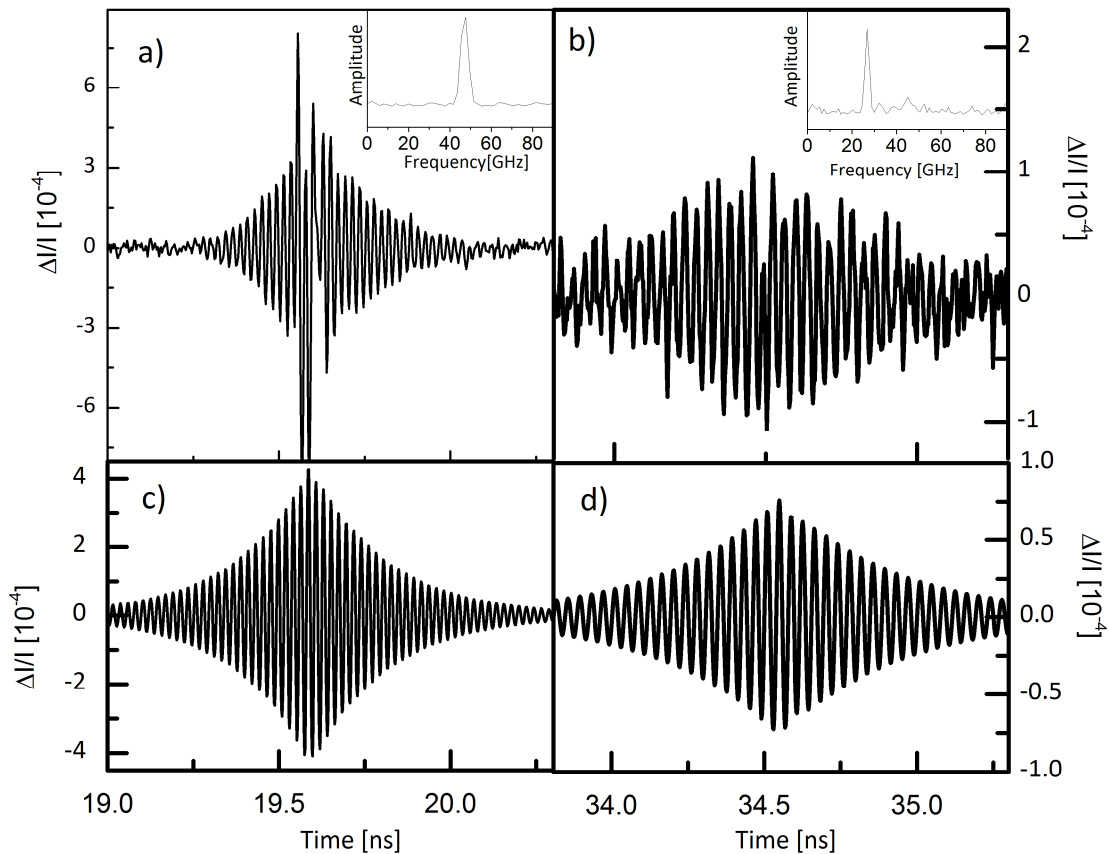 a)
Amplitude
0 20 40 60 80
Frequency[GHz]
6
3
0
-3
-6
ΔI/I [10⁻⁴]
b)
Amplitude
0 20 40 60 80
Frequency [GHz]
2
1
0
-1
ΔI/I [10⁻⁴]
c)
4
2
0
-2
-4
ΔI/I [10⁻⁴]
19.0 19.5 20.0
Time [ns]
d)
1.0
0.5
0.0
-0.5
-1.0
ΔI/I [10⁻⁴]
34.0 34.5 35.0
Time [ns]